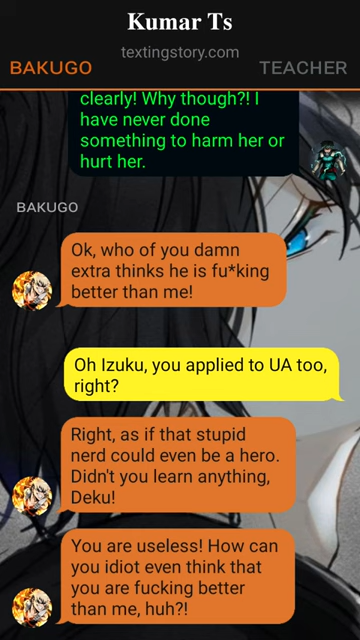 Kumar Ts
textingstory.com
BAKUGO
TEACHER
clearly! Why though?! I
have never done
something to harm her or
hurt her.
BAKUGO
Ok, who of you damn
extra thinks he is fu*king
better than me!
Oh Izuku, you applied to UA too,
right?
Right, as if that stupid
nerd could even be a hero.
Didn't you learn anything,
Deku!
You are useless! How can
you idiot even think that
you are fucking better
than me, huh?!